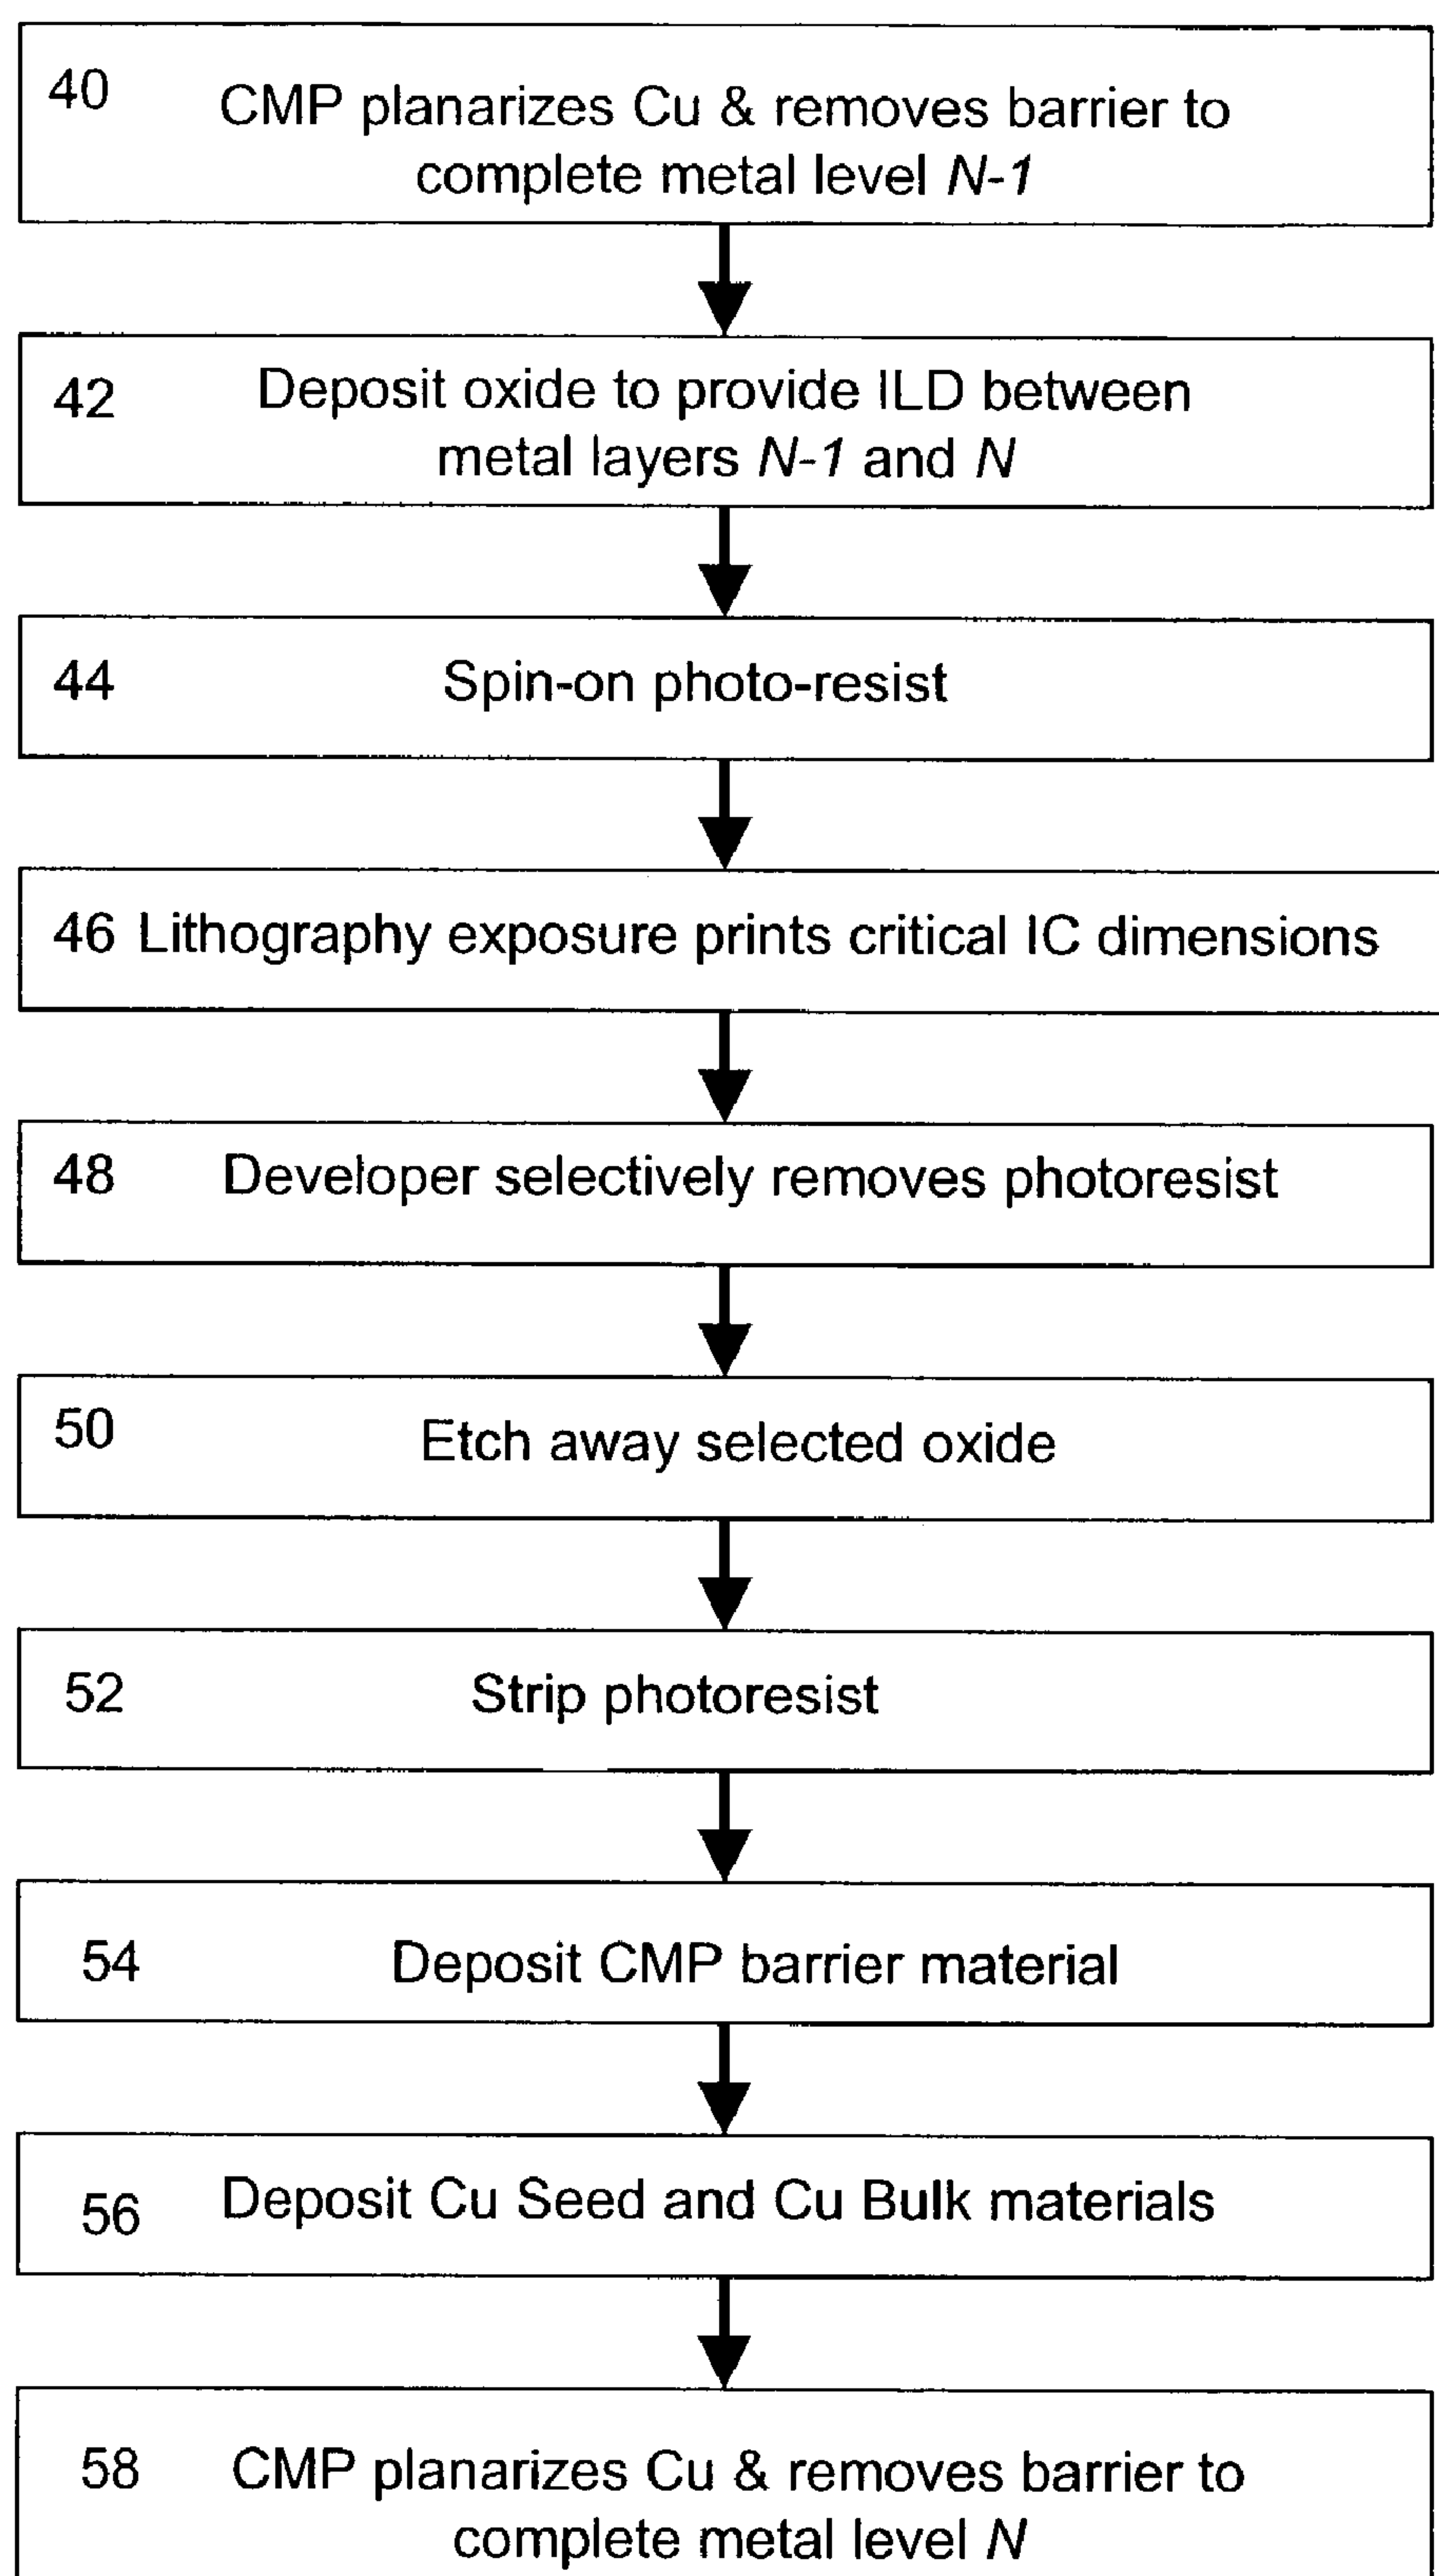 40 CMP planarizes Cu & removes barrier to
complete metal level N-1
42 Deposit oxide to provide ILD between
metal layers N-1 and N
44 Spin-on photo-resist
46 Lithography exposure prints critical IC dimensions
48 Developer selectively removes photoresist
50 Etch away selected oxide
52 Strip photoresist
54 Deposit CMP barrier material
56 Deposit Cu Seed and Cu Bulk materials
58 CMP planarizes Cu & removes barrier to
complete metal level N